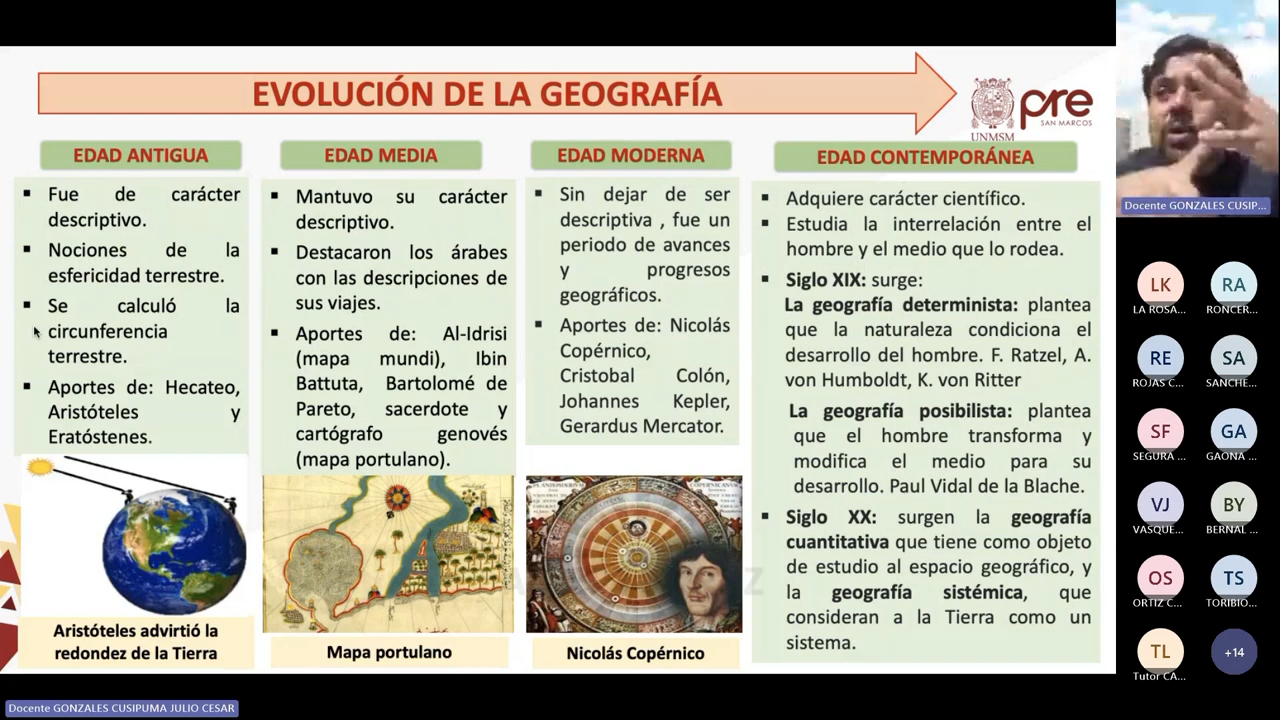 EVOLUCIÓN DE LA GEOGRAFÍA
UNMSM
pre
SAN MARCOS
EDAD ANTIGUA
▪ Fue de carácter
descriptivo.
▪ Nociones de la
esfericidad terrestre.
▪ Se calculó la
circunferencia
terrestre.
▪ Aportes de: Hecateo,
Aristóteles y
Eratóstenes.
Aristóteles advirtió la
redondez de la Tierra
EDAD MEDIA
▪ Mantuvo su carácter
descriptivo.
▪ Destacaron los árabes
con las descripciones de
sus viajes.
▪ Aportes de: Al-Idrisi
(mapa mundi), Ibin
Battuta, Bartolomé de
Pareto, sacerdote y
cartógrafo genovés
(mapa portulano).
Mapa portulano
EDAD MODERNA
▪ Sin dejar de ser
descriptiva , fue un
periodo de avances
y progresos
geográficos.
▪ Aportes de: Nicolás
Copérnico,
Cristobal Colón,
Johannes Kepler,
Gerardus Mercator.
Nicolás Copérnico
EDAD CONTEMPORÁNEA
▪ Adquiere carácter científico.
▪ Estudia la interrelación entre el
hombre y el medio que lo rodea.
▪ Siglo XIX: surge:
La geografía determinista: plantea
que la naturaleza condiciona el
desarrollo del hombre. F. Ratzel, A.
von Humboldt, K. von Ritter
La geografía posibilista: plantea
que el hombre transforma y
modifica el medio para su
desarrollo. Paul Vidal de la Blache.
▪ Siglo XX: surgen la geografía
cuantitativa que tiene como objeto
de estudio al espacio geográfico, y
la geografía sistémica, que
consideran a la Tierra como un
sistema.
Docente GONZALES CUSIP...
LK
LA ROSA...
RA
RONCER...
RE
ROJAS C...
SA
SANCHE...
SF
SEGURA ...
GA
GAONA ...
VJ
VASQUE...
BY
BERNAL ...
OS
ORTIZ C...
TS
TORIBIO...
TL
Tutor CA...
+14
Docente GONZALES CUSIPUMA JULIO CESAR